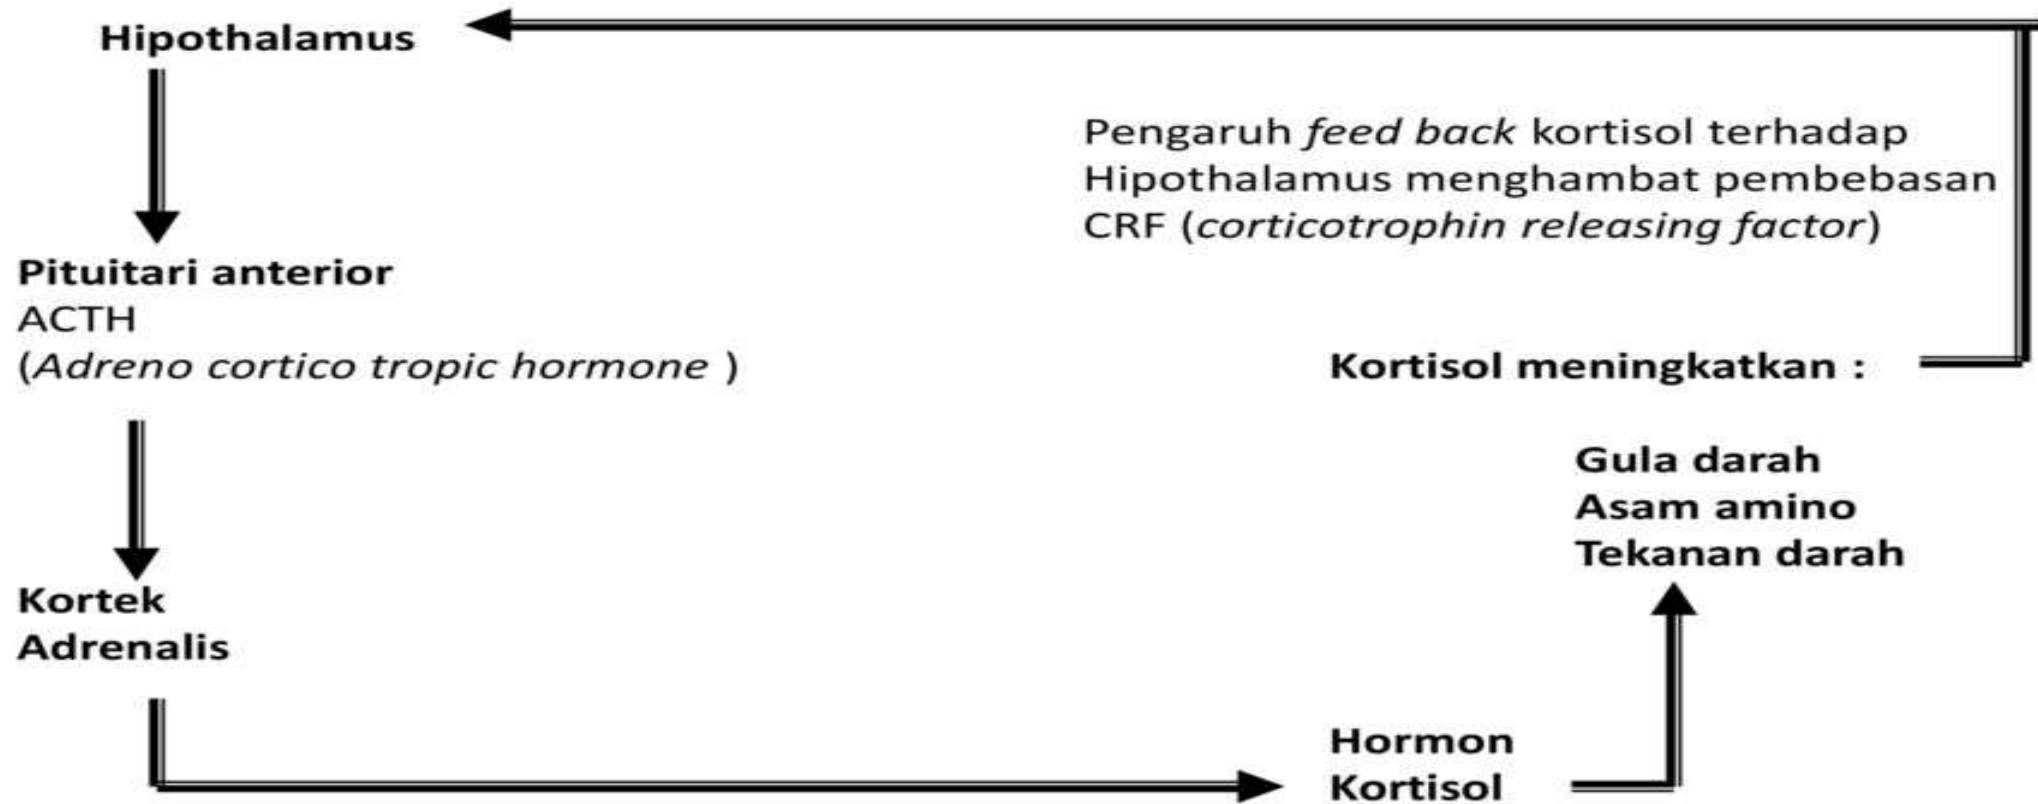 Hipothalamus
Pengaruh feed back kortisol terhadap
Hipothalamus menghambat pembebasan
CRF (corticotrophin releasing factor)
Pituitari anterior
ACTH
(Adreno cortico tropic hormone )
Kortisol meningkatkan :
Gula darah
Asam amino
Tekanan darah
Kortek
Adrenalis
Hormon
Kortisol